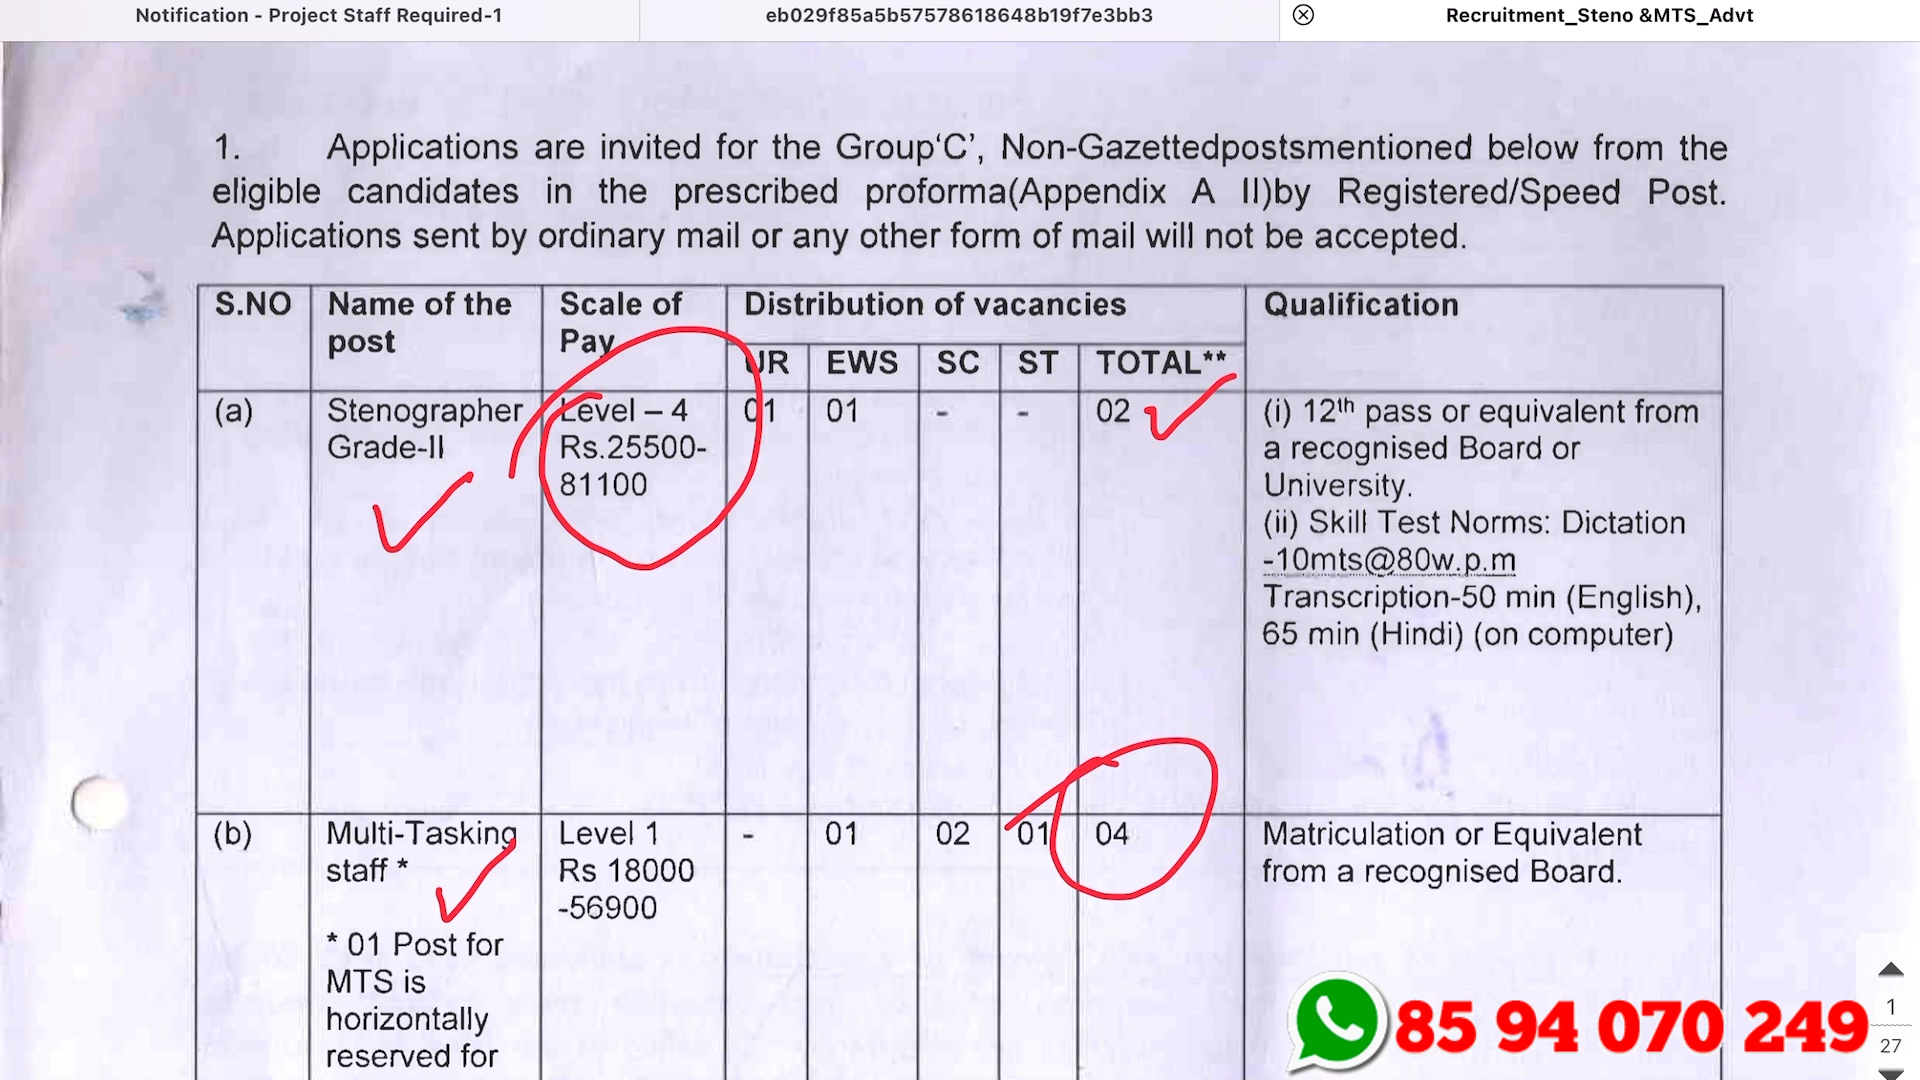 Notification - Project Staff Required-1
eb029f85a5b57578618648b19f7e3bb3
Recruitment_Steno &MTS_Advt
1. Applications are invited for the Group‘C’, Non-Gazettedpostsmentioned below from the
eligible candidates in the prescribed proforma(Appendix A II)by Registered/Speed Post.
Applications sent by ordinary mail or any other form of mail will not be accepted.
S.NO
Name of the
post
Scale of
Pay
Distribution of vacancies
UR EWS SC ST TOTAL**
Qualification
(a)
Stenographer
Grade-II
Level – 4
Rs.25500-
81100
01 01 - - 02
(i) 12th pass or equivalent from
a recognised Board or
University.
(ii) Skill Test Norms: Dictation
-10mts@80w.p.m
Transcription-50 min (English),
65 min (Hindi) (on computer)
(b)
Multi-Tasking
staff *
* 01 Post for
MTS is
horizontally
reserved for
Level 1
Rs 18000
-56900
- 01 02 01 04
Matriculation or Equivalent
from a recognised Board.
85 94 070 249
1
27